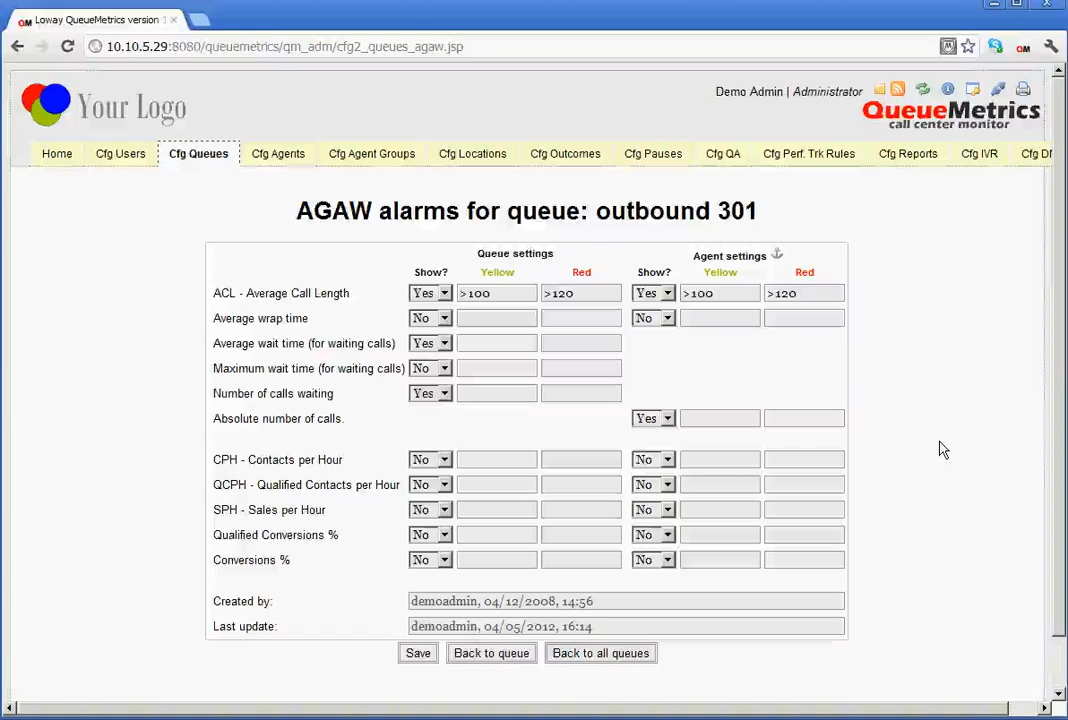 Loway QueueMetrics version
10.10.5.29:8080/queuemetrics/qm_adm/cfg2_queues_agaw.jsp
Your Logo
Demo Admin | Administrator
QueueMetrics
call center monitor
Home Cfg Users Cfg Queues Cfg Agents Cfg Agent Groups Cfg Locations Cfg Outcomes Cfg Pauses Cfg QA Cfg Perf. Trk Rules Cfg Reports Cfg IVR Cfg
AGAW alarms for queue: outbound 301
Queue settings Agent settings
Show? Yellow Red Show? Yellow Red
ACL - Average Call Length Yes >100 >120 Yes >100 >120
Average wrap time No No
Average wait time (for waiting calls) Yes
Maximum wait time (for waiting calls) No
Number of calls waiting Yes
Absolute number of calls. Yes
CPH - Contacts per Hour No No
QCPH - Qualified Contacts per Hour No No
SPH - Sales per Hour No No
Qualified Conversions % No No
Conversions % No No
Created by: demoadmin, 04/12/2008, 14:56
Last update: demoadmin, 04/05/2012, 16:14
Save Back to queue Back to all queues